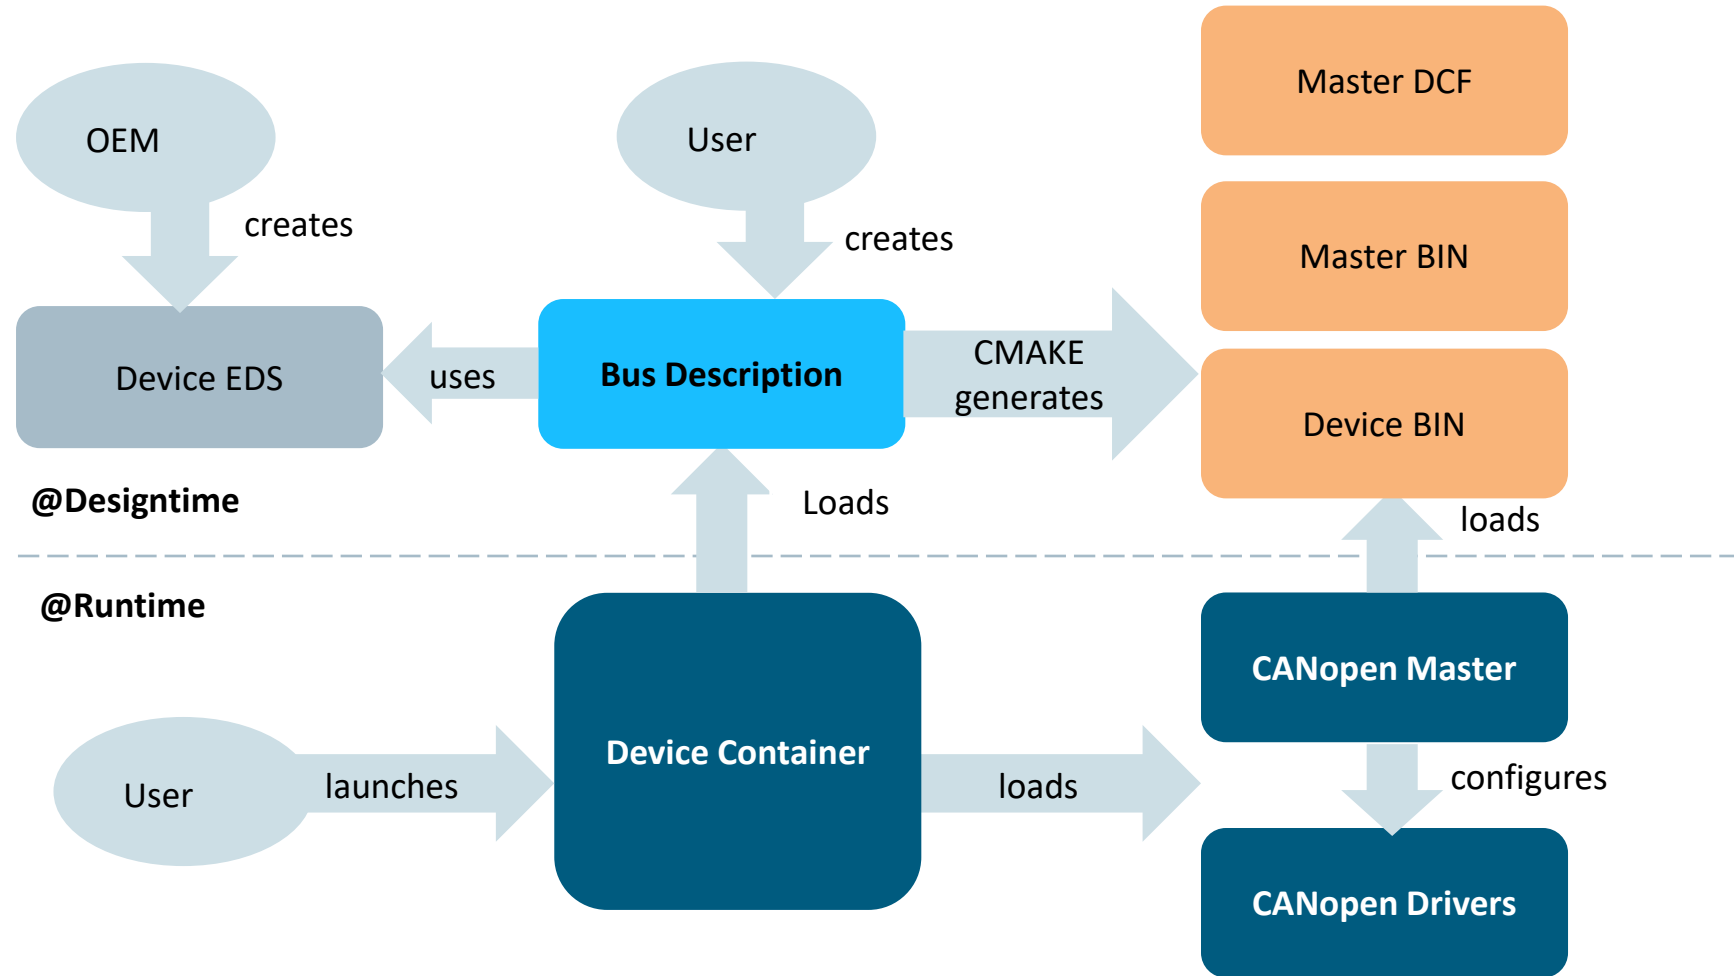 Master DCF
OEM
User
creates
creates
Master BIN
Device EDS
uses
Bus Description
CMAKE
generates
Device BIN
@Designtime
Loads
loads
@Runtime
CANopen Master
Device Container
User
launches
loads
configures
CANopen Drivers